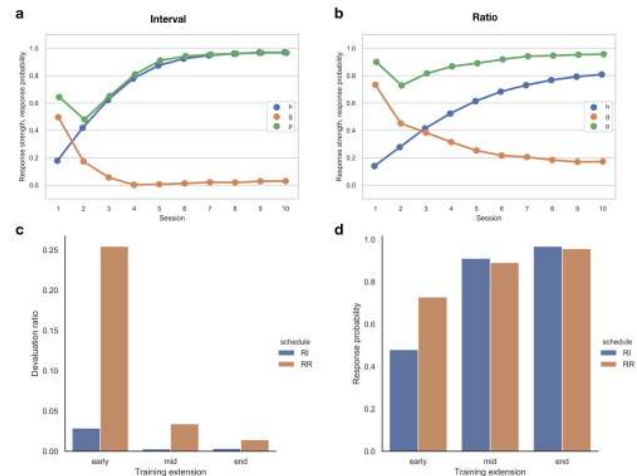 a
Interval
Response strength, response probability
1.0
0.8
0.6
0.4
0.2
0.0
h
g
p
1 2 3 4 5 6 7 8 9 10
Session
b
Ratio
Response strength, response probability
1.0
0.8
0.6
0.4
0.2
0.0
h
g
p
1 2 3 4 5 6 7 8 9 10
Session
c
Devaluation ratio
0.25
0.20
0.15
0.10
0.05
0.00
early mid end
Training extension
schedule
RI
RR
d
Response probability
1.0
0.8
0.6
0.4
0.2
0.0
early mid end
Training extension
schedule
RI
RR